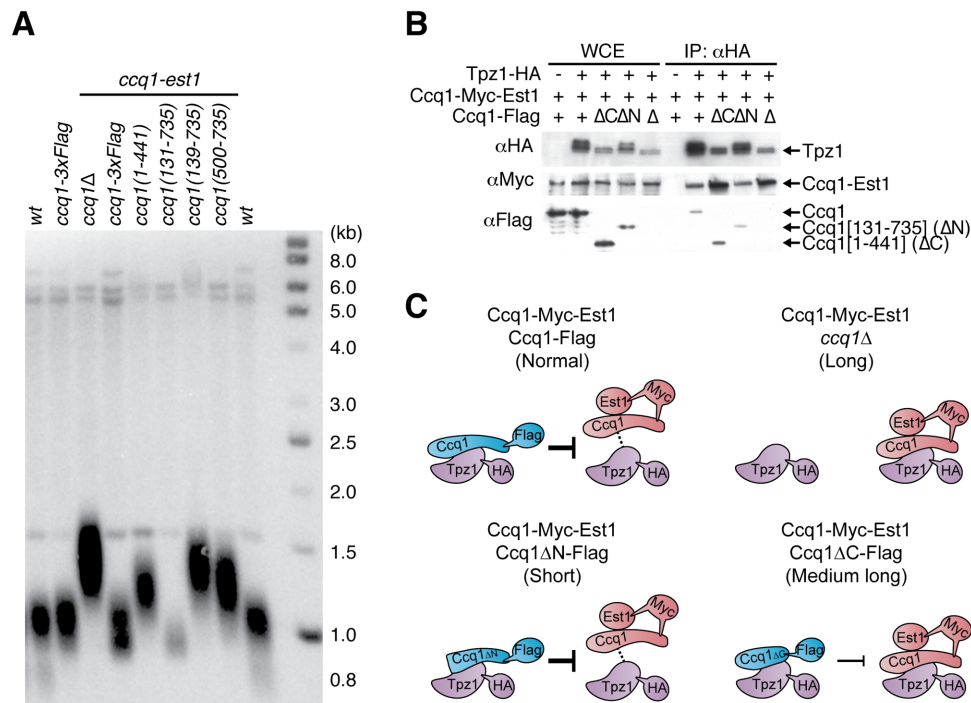 A
ccq1-est1
wt
ccq1-3xFlag
ccq1Δ
ccq1-3xFlag
ccq1(1-441)
ccq1(131-735)
ccq1(139-735)
ccq1(500-735)
wt
(kb)
8.0
6.0
5.0
4.0
3.0
2.5
2.0
1.5
1.0
0.8
B
WCE IP: αHA
Tpz1-HA - + + + + - + + + +
Ccq1-Myc-Est1 + + + + + + + + + +
Ccq1-Flag + + ΔC ΔN Δ + + ΔC ΔN Δ
αHA Tpz1
αMyc Ccq1-Est1
αFlag Ccq1
Ccq1[131-735] (ΔN)
Ccq1[1-441] (ΔC)
C
Ccq1-Myc-Est1
Ccq1-Flag
(Normal)
Ccq1 Flag
Tpz1 HA
Est1 Myc
Ccq1
Tpz1 HA
Ccq1-Myc-Est1
ccq1Δ
(Long)
Tpz1 HA
Est1 Myc
Ccq1
Tpz1 HA
Ccq1-Myc-Est1
Ccq1ΔN-Flag
(Short)
Ccq1ΔN Flag
Tpz1 HA
Est1 Myc
Ccq1
Tpz1 HA
Ccq1-Myc-Est1
Ccq1ΔC-Flag
(Medium long)
Ccq1ΔC Flag
Tpz1 HA
Est1 Myc
Ccq1
Tpz1 HA